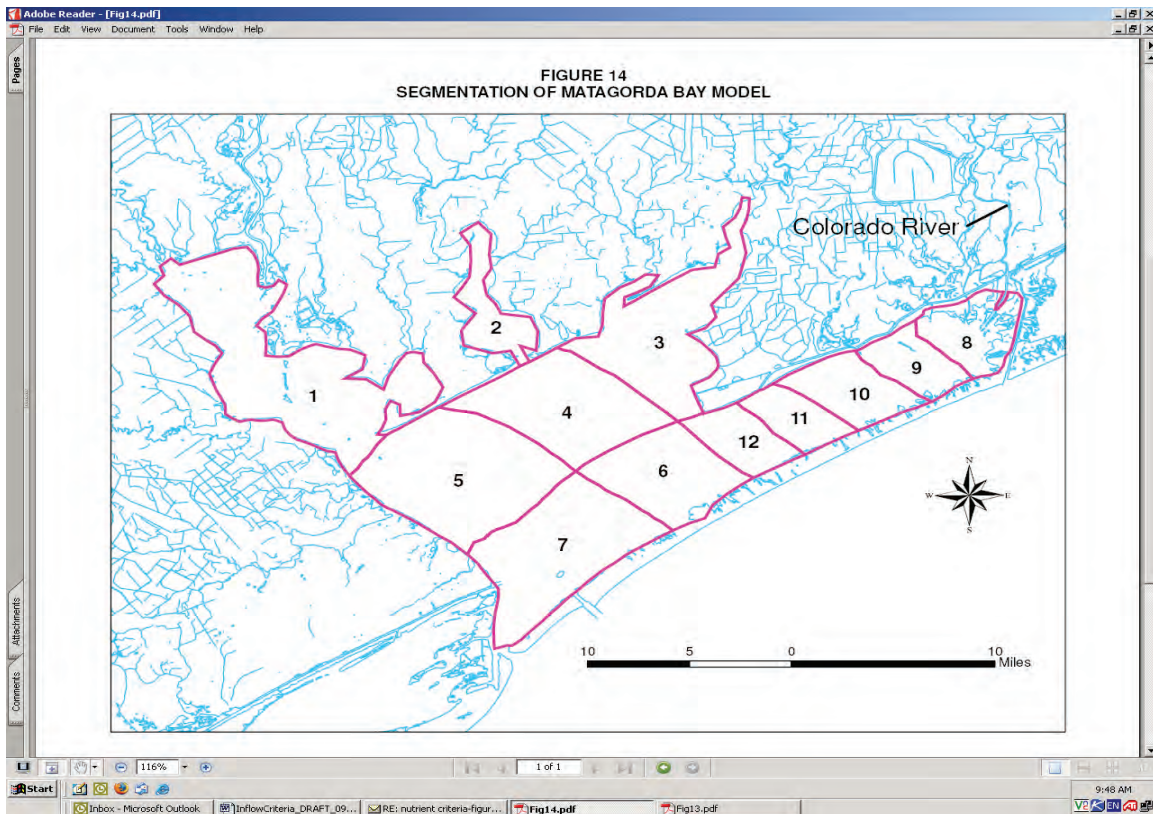 Adobe Reader - [Fig14.pdf]
File Edit View Document Tools Window Help
Pages
Attachments
Comments
FIGURE 14
SEGMENTATION OF MATAGORDA BAY MODEL
Colorado River
1
2
3
4
5
6
7
8
9
10
11
12
N
W E
S
10 5 0 10
Miles
116%
1 of 1
Start
9:48 AM
Inbox - Microsoft Outlook
InflowCriteria_DRAFT_09...
RE: nutrient criteria-figur...
Fig14.pdf
Fig13.pdf
V2 K EN